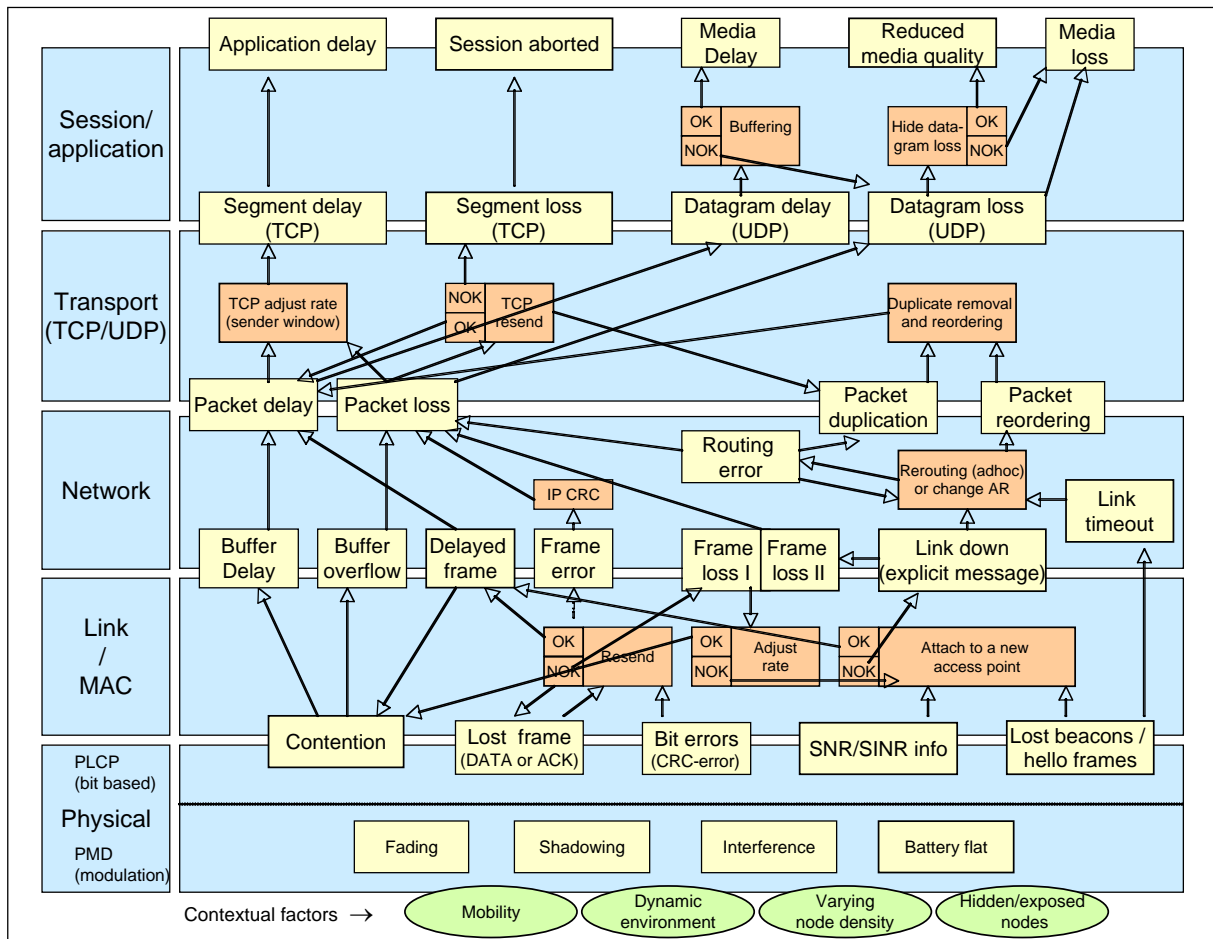 Application delay
Session aborted
Media
Delay
Reduced
media quality
Media
loss
Session/
application
OK
NOK
Buffering
Hide data-
gram loss
OK
NOK
Segment delay
(TCP)
Segment loss
(TCP)
Datagram delay
(UDP)
Datagram loss
(UDP)
Transport
(TCP/UDP)
TCP adjust rate
(sender window)
NOK
OK
TCP
resend
Duplicate removal
and reordering
Packet delay
Packet loss
Packet
duplication
Packet
reordering
Network
Routing
error
Rerouting (adhoc)
or change AR
IP CRC
Link
timeout
Buffer
Delay
Buffer
overflow
Delayed
frame
Frame
error
Frame
loss I
Frame
loss II
Link down
(explicit message)
Link
/
MAC
OK
NOK
Resend
OK
NOK
Adjust
rate
OK
NOK
Attach to a new
access point
Contention
Lost frame
(DATA or ACK)
Bit errors
(CRC-error)
SNR/SINR info
Lost beacons /
hello frames
PLCP
(bit based)
Physical
PMD
(modulation)
Fading
Shadowing
Interference
Battery flat
Contextual factors →
Mobility
Dynamic
environment
Varying
node density
Hidden/exposed
nodes